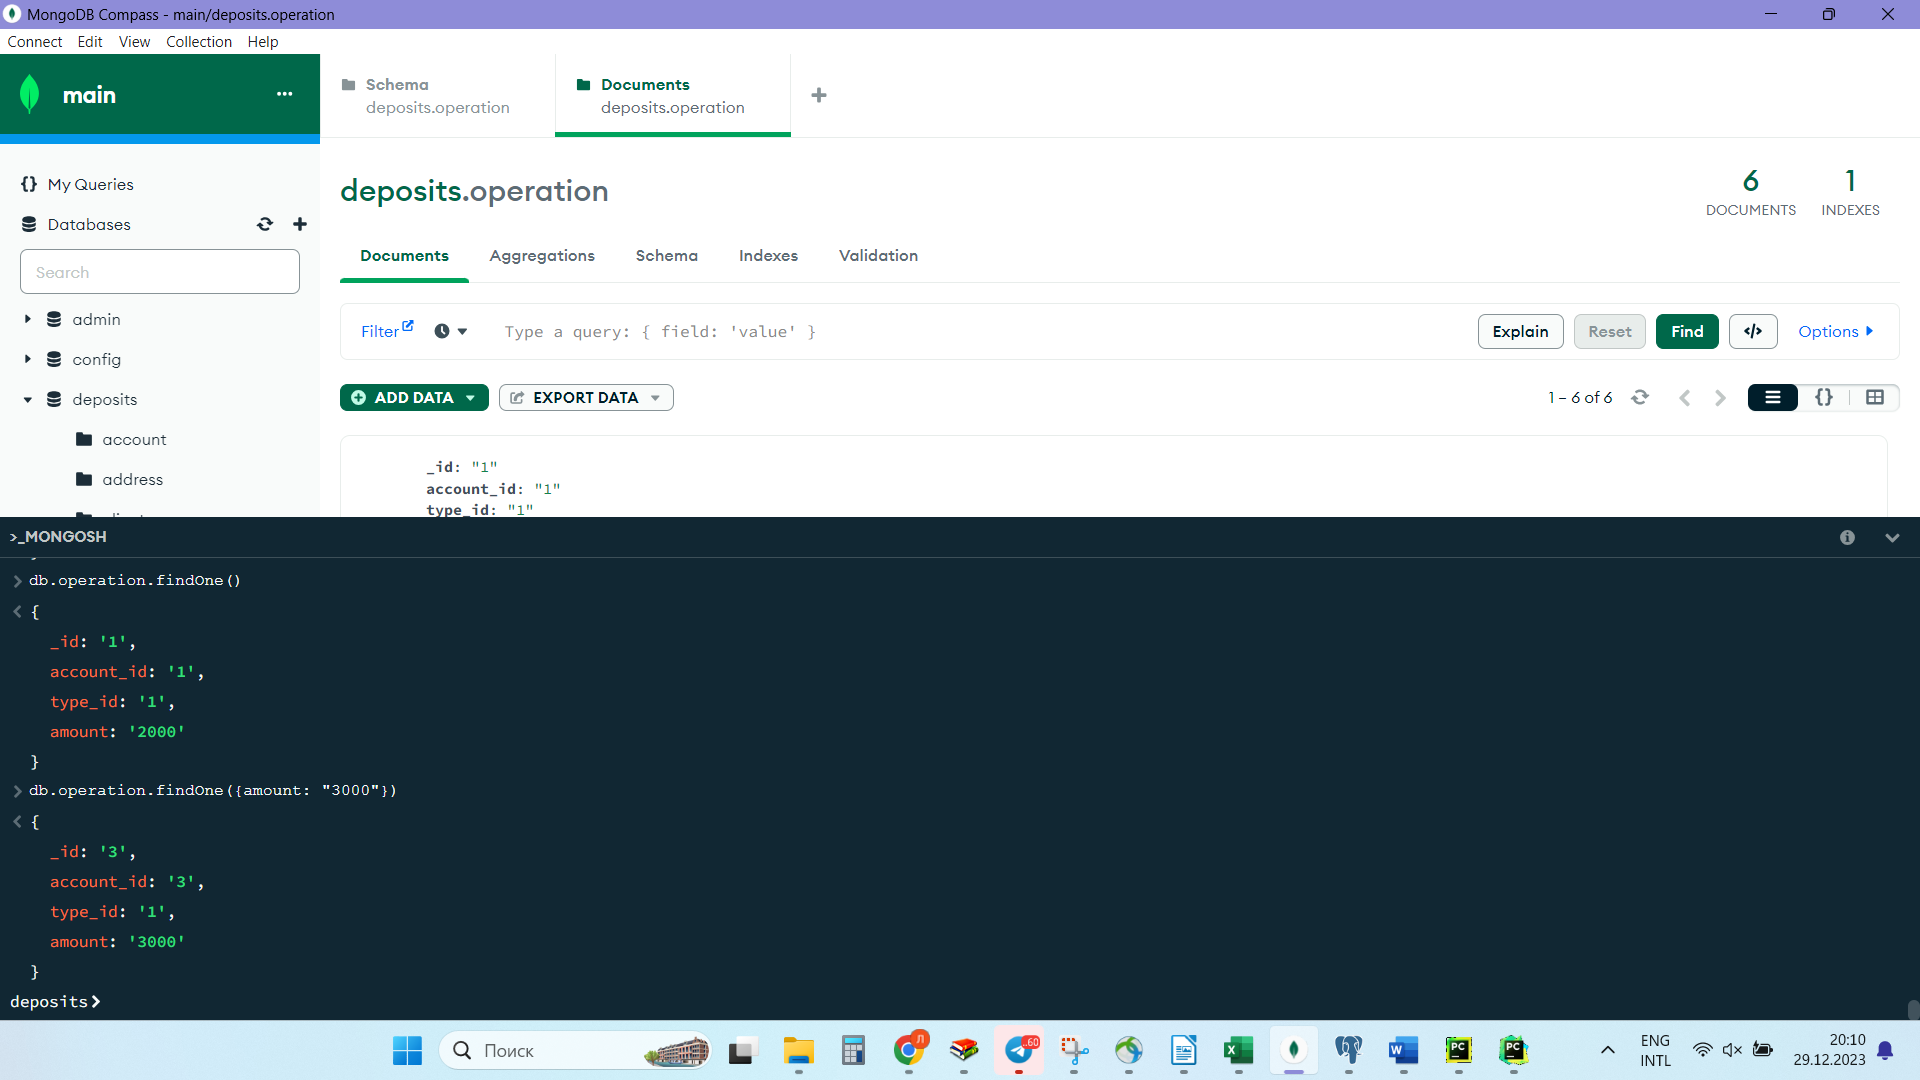 MongoDB Compass - main/deposits.operation
Connect Edit View Collection Help
main
Schema
deposits.operation
Documents
deposits.operation
My Queries
Databases
Search
admin
config
deposits
account
address
deposits.operation
6
DOCUMENTS
1
INDEXES
Documents Aggregations Schema Indexes Validation
Filter Type a query: { field: 'value' } Explain Reset Find </> Options
ADD DATA EXPORT DATA 1 – 6 of 6 {}
_id: "1"
account_id: "1"
type_id: "1"
>_MONGOSH
> db.operation.findOne()
< {
_id: '1',
account_id: '1',
type_id: '1',
amount: '2000'
}
> db.operation.findOne({amount: "3000"})
< {
_id: '3',
account_id: '3',
type_id: '1',
amount: '3000'
}
deposits>
Поиск
Л
..60
W
PC
PC
ENG
INTL
20:10
29.12.2023